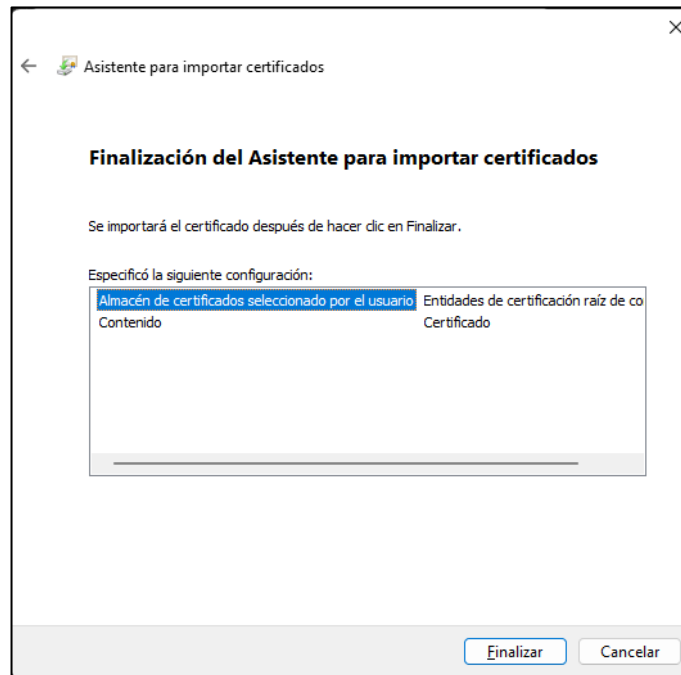 Asistente para importar certificados
Finalización del Asistente para importar certificados
Se importará el certificado después de hacer clic en Finalizar.
Especificó la siguiente configuración:
Almacén de certificados seleccionado por el usuario Entidades de certificación raíz de co
Contenido Certificado
Finalizar Cancelar